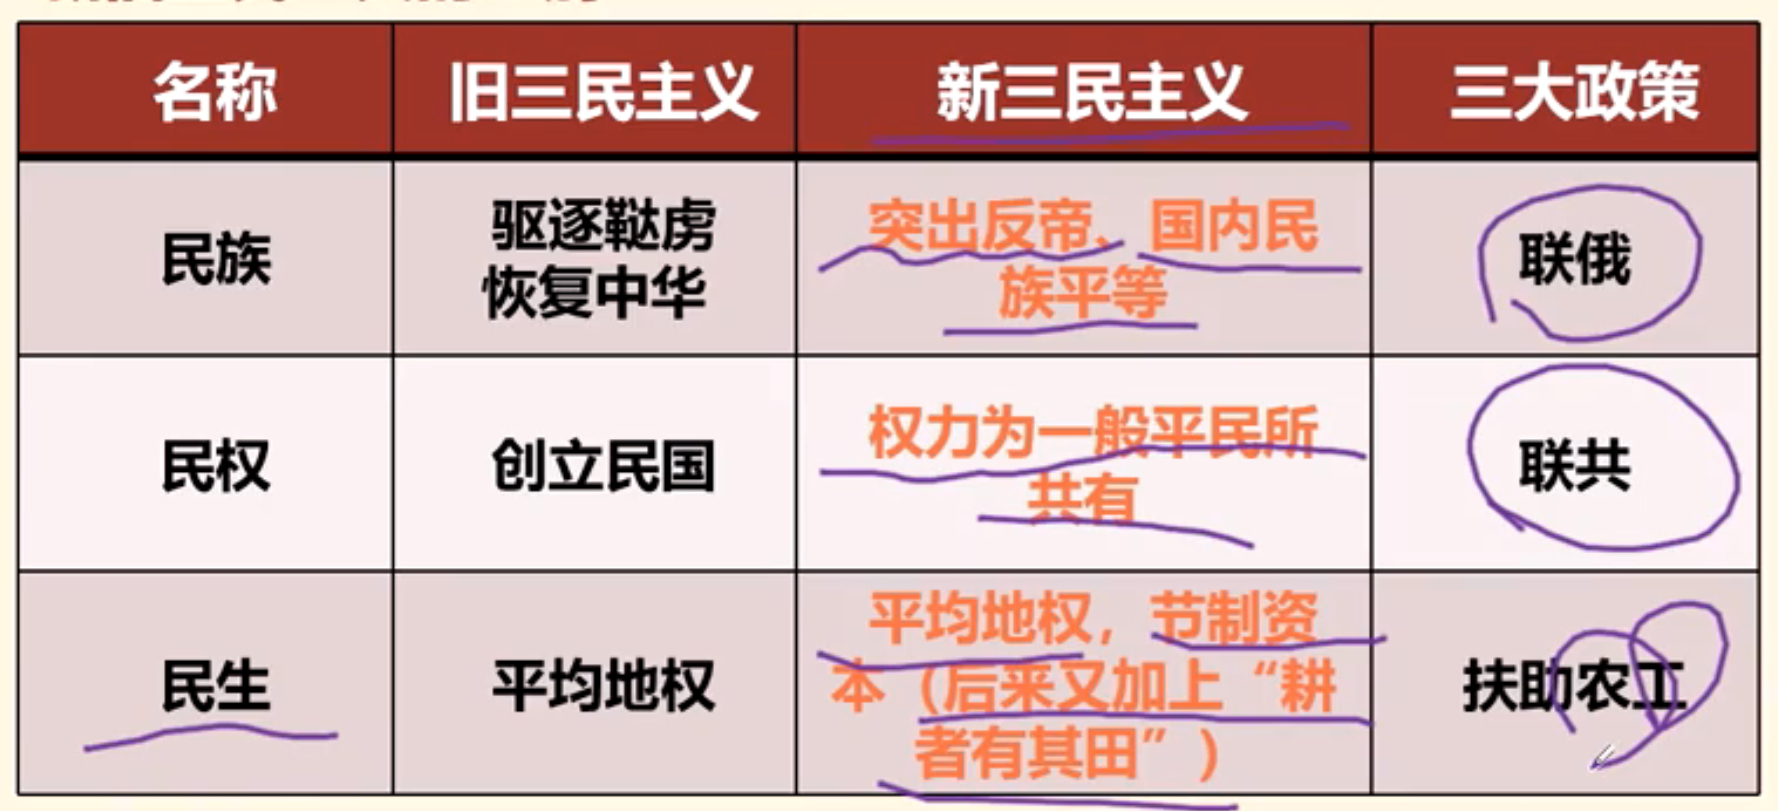 名称 旧三民主义 新三民主义 三大政策
民族 驱逐鞑虏 突出反帝、国内民 联俄
恢复中华 族平等
民权 创立民国 权力为一般平民所 联共
共有
民生 平均地权 平均地权，节制资 扶助农工
本（后来又加上“耕
者有其田”）